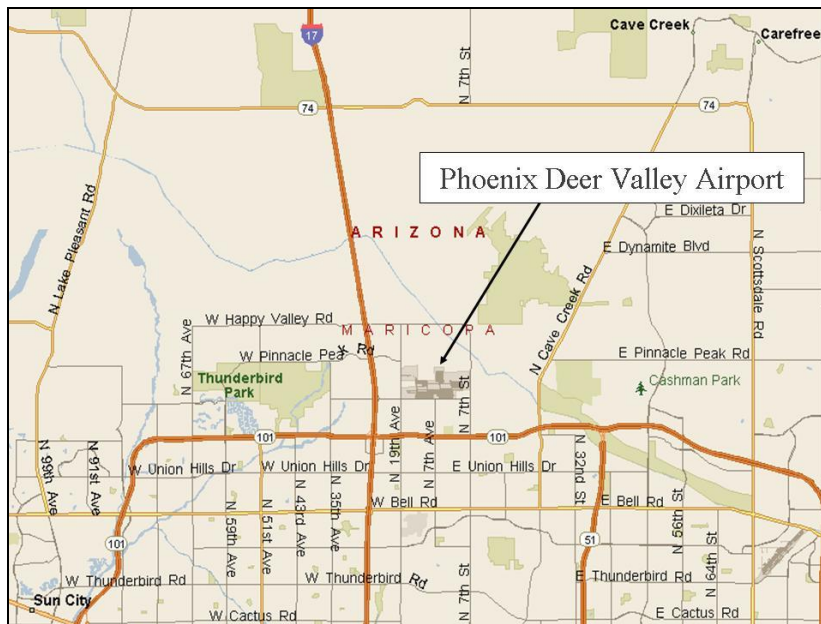 Cave Creek
Carefree
17
N 7th St
74
74
Phoenix Deer Valley Airport
N Lake Pleasant Rd
E Dixileta Dr
ARIZONA
E Dynamite Blvd
N Scottsdale Rd
N Cave Creek Rd
W Happy Valley Rd
MARICOPA
N 67th Ave
W Pinnacle Peak Rd
E Pinnacle Peak Rd
Thunderbird
Park
Cashman Park
N 7th St
N 19th Ave
N 7th Ave
101
101
N 99th Ave
N 91st Ave
W Union Hills Dr
W Union Hills Dr
E Union Hills Dr
N 32nd St
N 59th Ave
N 51st Ave
N 43rd Ave
N 35th Ave
W Bell Rd
E Bell Rd
N 56th St
N 64th St
101
51
W Thunderbird Rd
W Thunderbird Rd
N 7th St
E Thunderbird Rd
Sun City
W Cactus Rd
E Cactus Rd